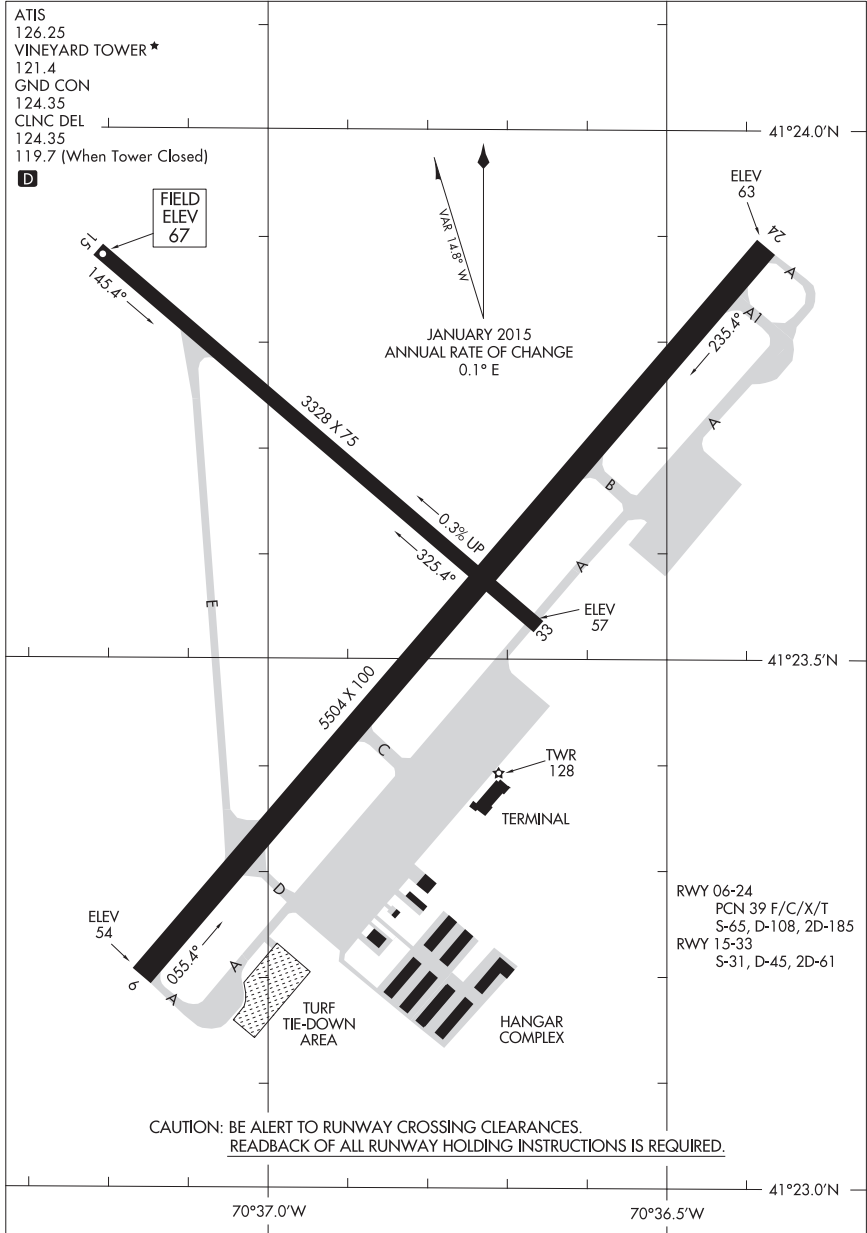 ATIS
126.25
VINEYARD TOWER ★
121.4
GND CON
124.35
CLNC DEL
124.35
119.7 (When Tower Closed)
D
41°24.0'N
FIELD
ELEV
67
15
145.4°
VAR 14.8° W
JANUARY 2015
ANNUAL RATE OF CHANGE
0.1° E
ELEV
63
24
A
A1
235.4°
A
3328 X 75
B
0.3% UP
325.4°
A
E
ELEV
57
33
41°23.5'N
5504 X 100
C
TWR
128
TERMINAL
D
RWY 06-24
PCN 39 F/C/X/T
S-65, D-108, 2D-185
RWY 15-33
S-31, D-45, 2D-61
ELEV
54
055.4°
A
6
A
TURF
TIE-DOWN
AREA
HANGAR
COMPLEX
CAUTION: BE ALERT TO RUNWAY CROSSING CLEARANCES.
READBACK OF ALL RUNWAY HOLDING INSTRUCTIONS IS REQUIRED.
41°23.0'N
70°37.0'W
70°36.5'W